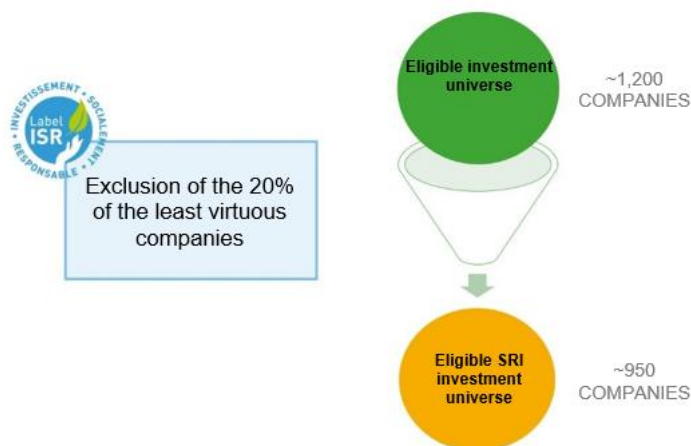 INVESTISSEMENT • SOCIALEMENT • RESPONSABLE •
Label
ISR
Exclusion of the 20%
of the least virtuous
companies
Eligible investment
universe
~1,200
COMPANIES
Eligible SRI
investment
universe
~950
COMPANIES